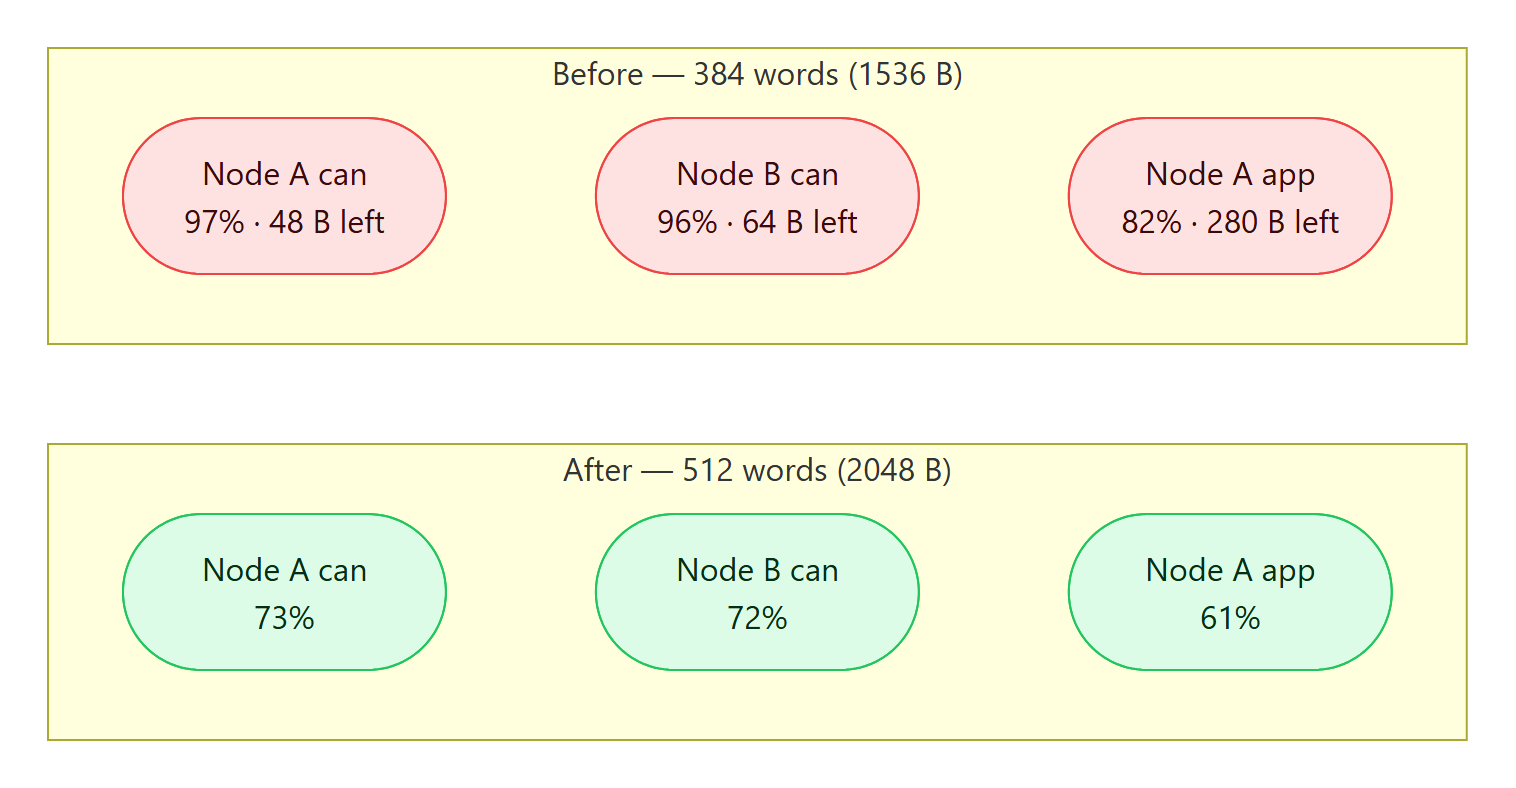 Before — 384 words (1536 B)
Node A can
97% · 48 B left
Node B can
96% · 64 B left
Node A app
82% · 280 B left
After — 512 words (2048 B)
Node A can
73%
Node B can
72%
Node A app
61%